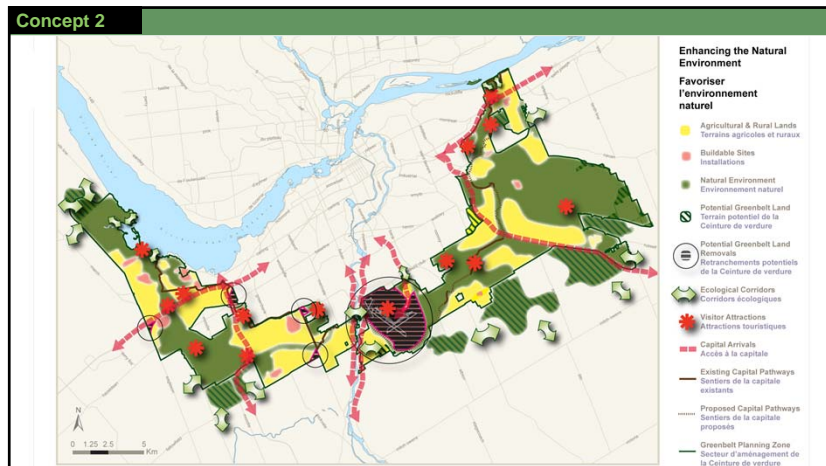 Concept 2
Enhancing the Natural
Environment
Favoriser
l'environnement
naturel
Agricultural & Rural Lands
Terrains agricoles et ruraux
Buildable Sites
Installations
Natural Environment
Environnement naturel
Potential Greenbelt Land
Terrain potentiel de la
Ceinture de verdure
Potential Greenbelt Land
Removals
Retranchements potentiels
de la Ceinture de verdure
Ecological Corridors
Corridors écologiques
Visitor Attractions
Attractions touristiques
Capital Arrivals
Accès à la capitale
Existing Capital Pathways
Sentiers de la capitale
existants
Proposed Capital Pathways
Sentiers de la capitale
proposés
Greenbelt Planning Zone
Secteur d'aménagement de
la Ceinture de verdure
N
0 1.25 2.5 5
Km